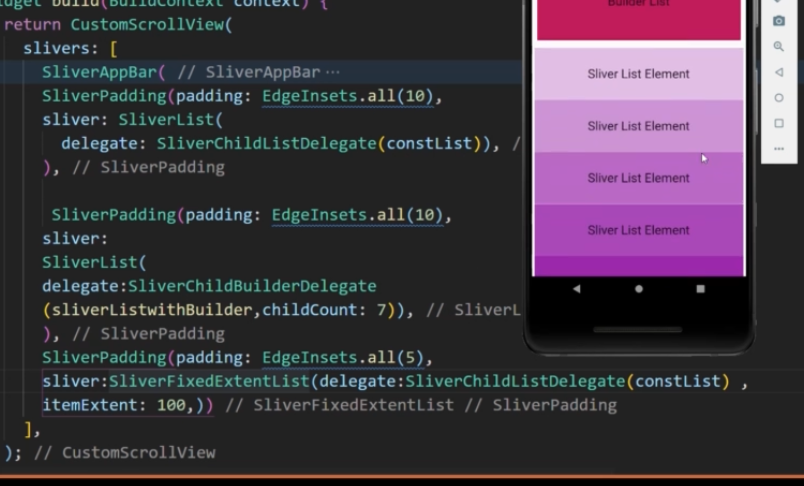 build(BuildContext context) {
return CustomScrollView(
slivers: [
SliverAppBar( // SliverAppBar ···
SliverPadding(padding: EdgeInsets.all(10),
sliver: SliverList(
delegate: SliverChildListDelegate(constList)), /
), // SliverPadding
SliverPadding(padding: EdgeInsets.all(10),
sliver:
SliverList(
delegate:SliverChildBuilderDelegate
(sliverListwithBuilder,childCount: 7)), // SliverL
), // SliverPadding
SliverPadding(padding: EdgeInsets.all(5),
sliver:SliverFixedExtentList(delegate:SliverChildListDelegate(constList) ,
itemExtent: 100,)) // SliverFixedExtentList // SliverPadding
],
); // CustomScrollView
Builder List
Sliver List Element
Sliver List Element
Sliver List Element
Sliver List Element